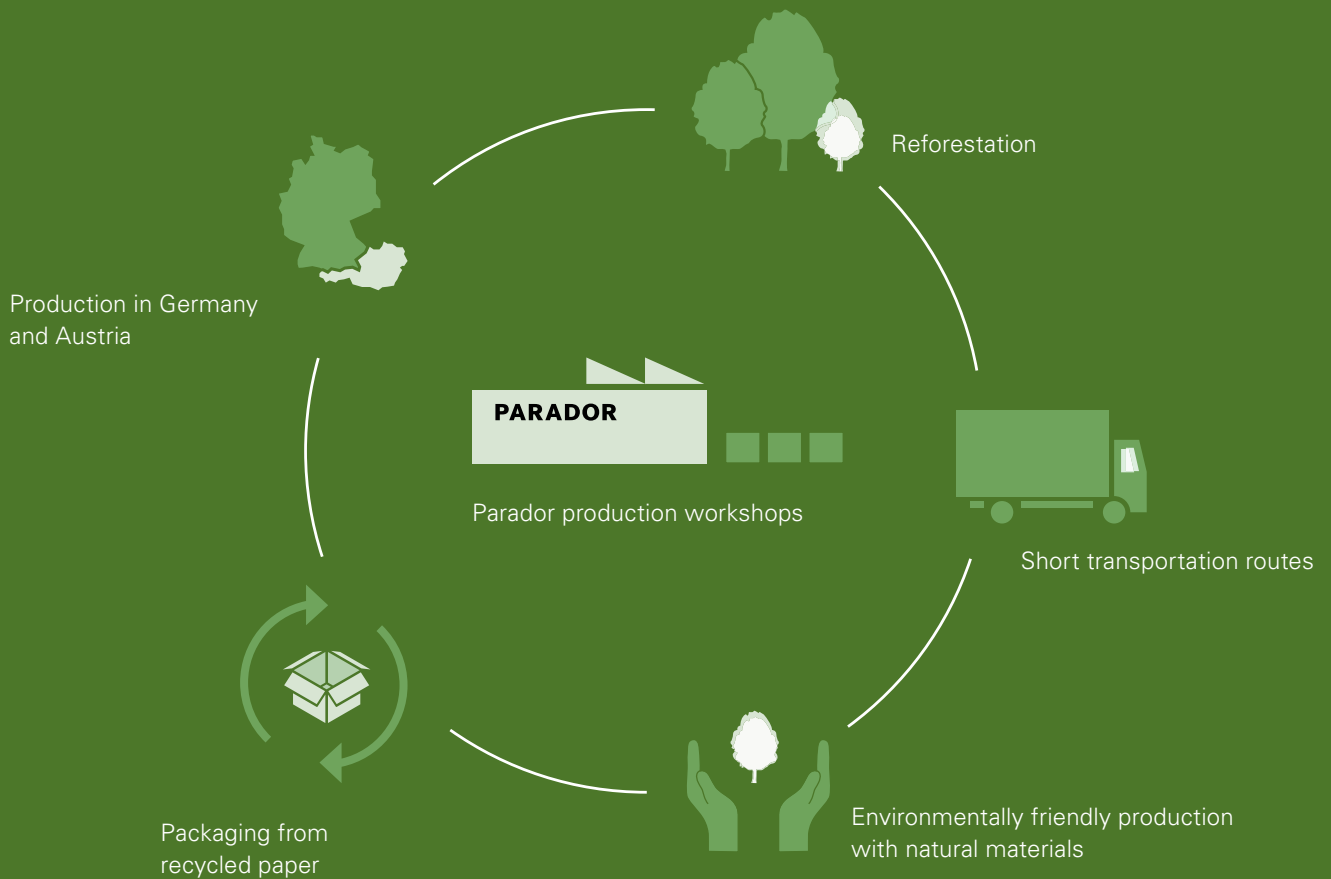 Reforestation
Production in Germany
and Austria
PARADOR
Parador production workshops
Short transportation routes
Environmentally friendly production
with natural materials
Packaging from
recycled paper